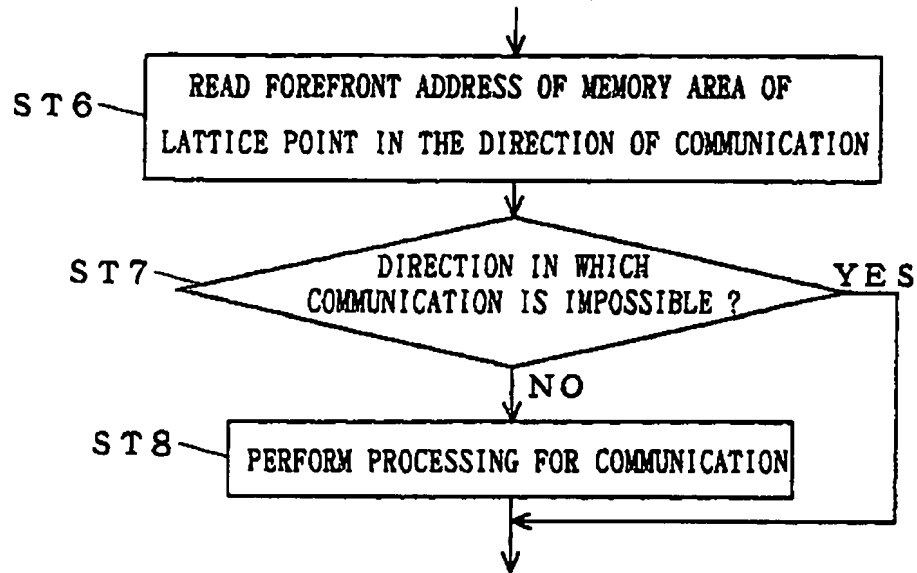 ST6
READ FOREFRONT ADDRESS OF MEMORY AREA OF
LATTICE POINT IN THE DIRECTION OF COMMUNICATION
ST7
DIRECTION IN WHICH
COMMUNICATION IS IMPOSSIBLE ?
YES
NO
ST8
PERFORM PROCESSING FOR COMMUNICATION